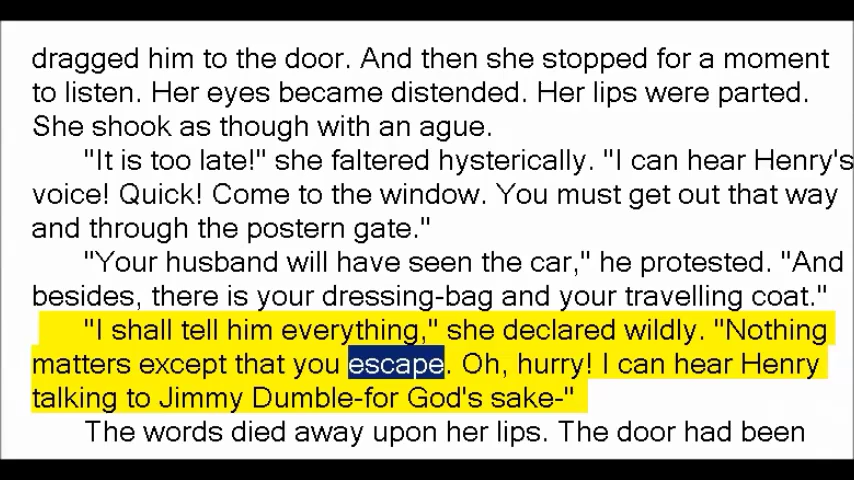 dragged him to the door. And then she stopped for a moment
to listen. Her eyes became distended. Her lips were parted.
She shook as though with an ague.
"It is too late!" she faltered hysterically. "I can hear Henry's
voice! Quick! Come to the window. You must get out that way
and through the postern gate."
"Your husband will have seen the car," he protested. "And
besides, there is your dressing-bag and your travelling coat."
"I shall tell him everything," she declared wildly. "Nothing
matters except that you escape. Oh, hurry! I can hear Henry
talking to Jimmy Dumble-for God's sake-"
The words died away upon her lips. The door had been